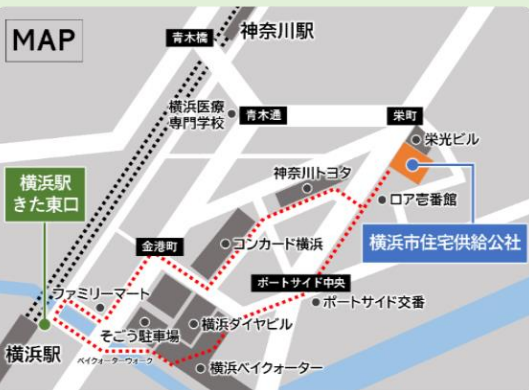 MAP
青木橋
神奈川駅
横浜医療
専門学校
青木通
栄町
栄光ビル
神奈川トヨタ
横浜駅
きた東口
ロア壱番館
横浜市住宅供給公社
金港町
コンカード横浜
ポートサイド中央
ファミリーマート
ポートサイド交番
そごう駐車場
横浜ダイヤビル
横浜駅
ベイクォーターウォーク
横浜ベイクォーター